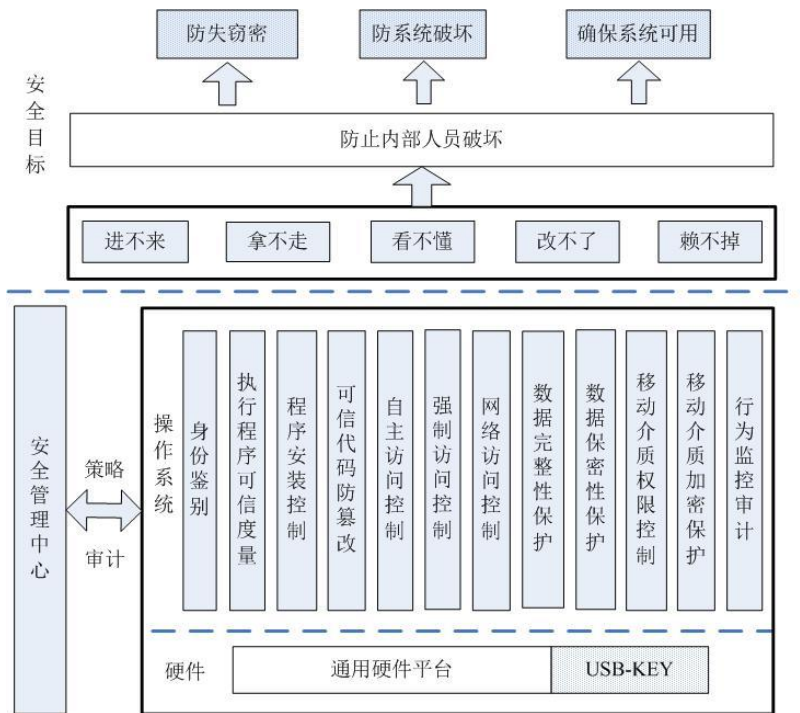 防失窃密
防系统破坏
确保系统可用
安全目标
防止内部人员破坏
进不来
拿不走
看不懂
改不了
赖不掉
安全管理中心
策略
审计
操作系统
身份鉴别
执行程序可信度量
程序安装控制
可信代码防篡改
自主访问控制
强制访问控制
网络访问控制
数据完整性保护
数据保密性保护
移动介质权限控制
移动介质加密保护
行为监控审计
硬件
通用硬件平台
USB-KEY